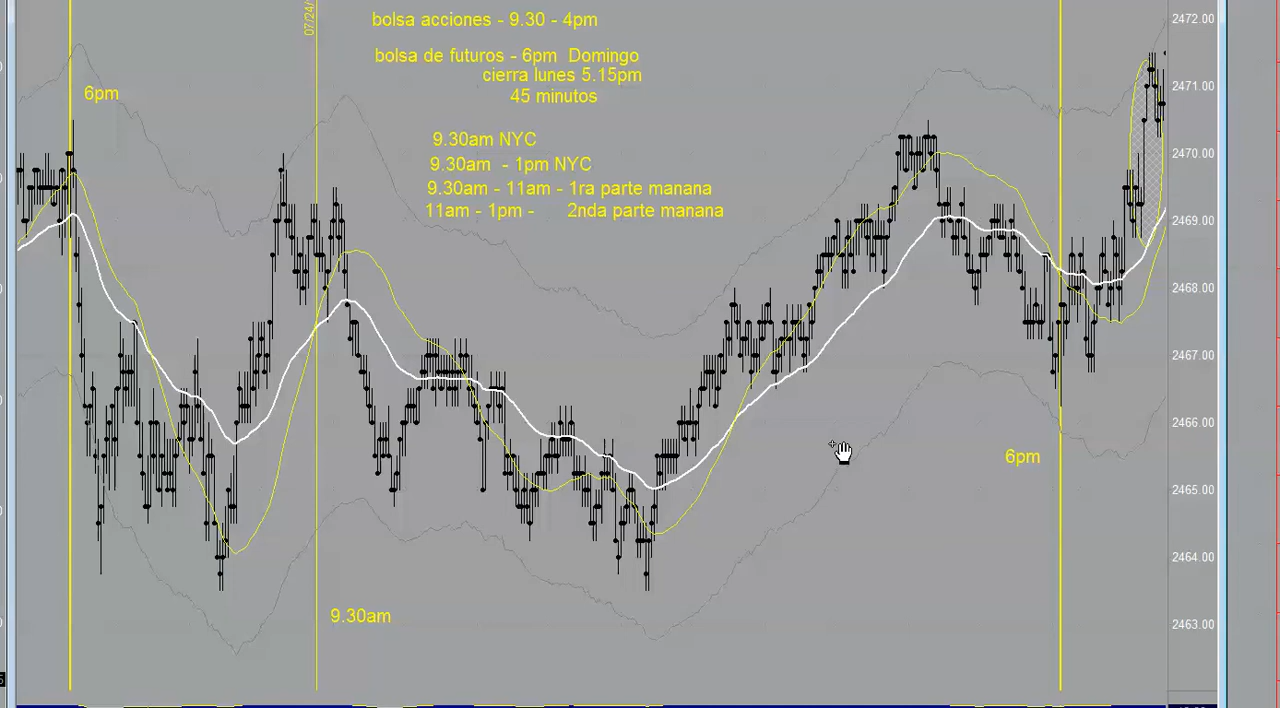 07/24/
bolsa acciones - 9.30 - 4pm
bolsa de futuros - 6pm Domingo
cierra lunes 5.15pm
45 minutos
6pm
9.30am NYC
9.30am - 1pm NYC
9.30am - 11am - 1ra parte manana
11am - 1pm - 2nda parte manana
6pm
9.30am
2472.00
2471.00
2470.00
2469.00
2468.00
2467.00
2466.00
2465.00
2464.00
2463.00